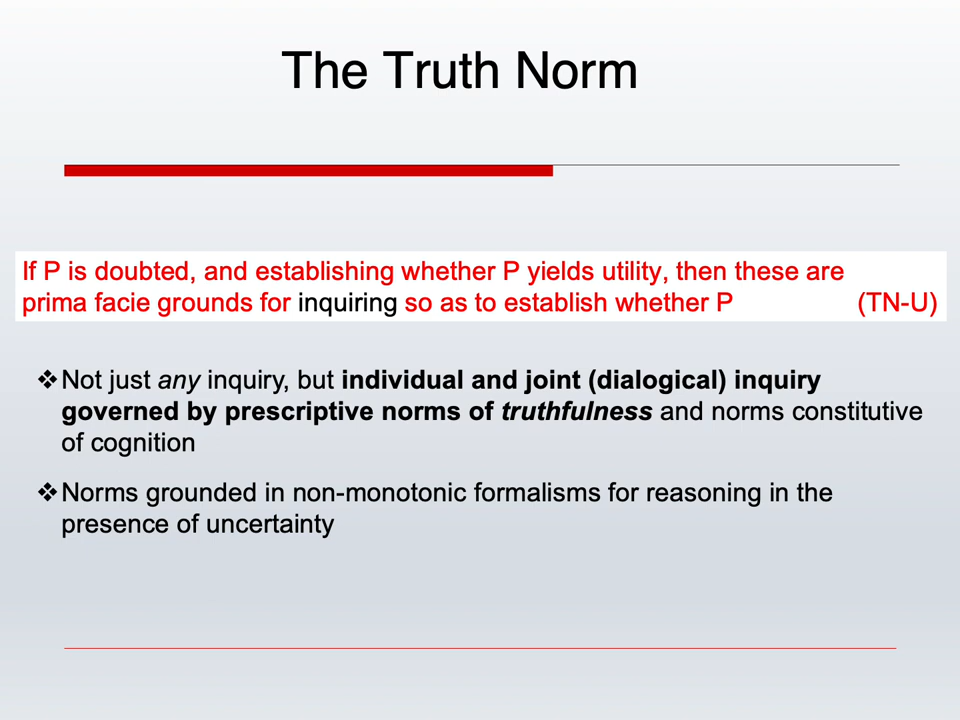 The Truth Norm
If P is doubted, and establishing whether P yields utility, then these are
prima facie grounds for inquiring so as to establish whether P (TN-U)
❖Not just any inquiry, but individual and joint (dialogical) inquiry
governed by prescriptive norms of truthfulness and norms constitutive
of cognition
❖Norms grounded in non-monotonic formalisms for reasoning in the
presence of uncertainty